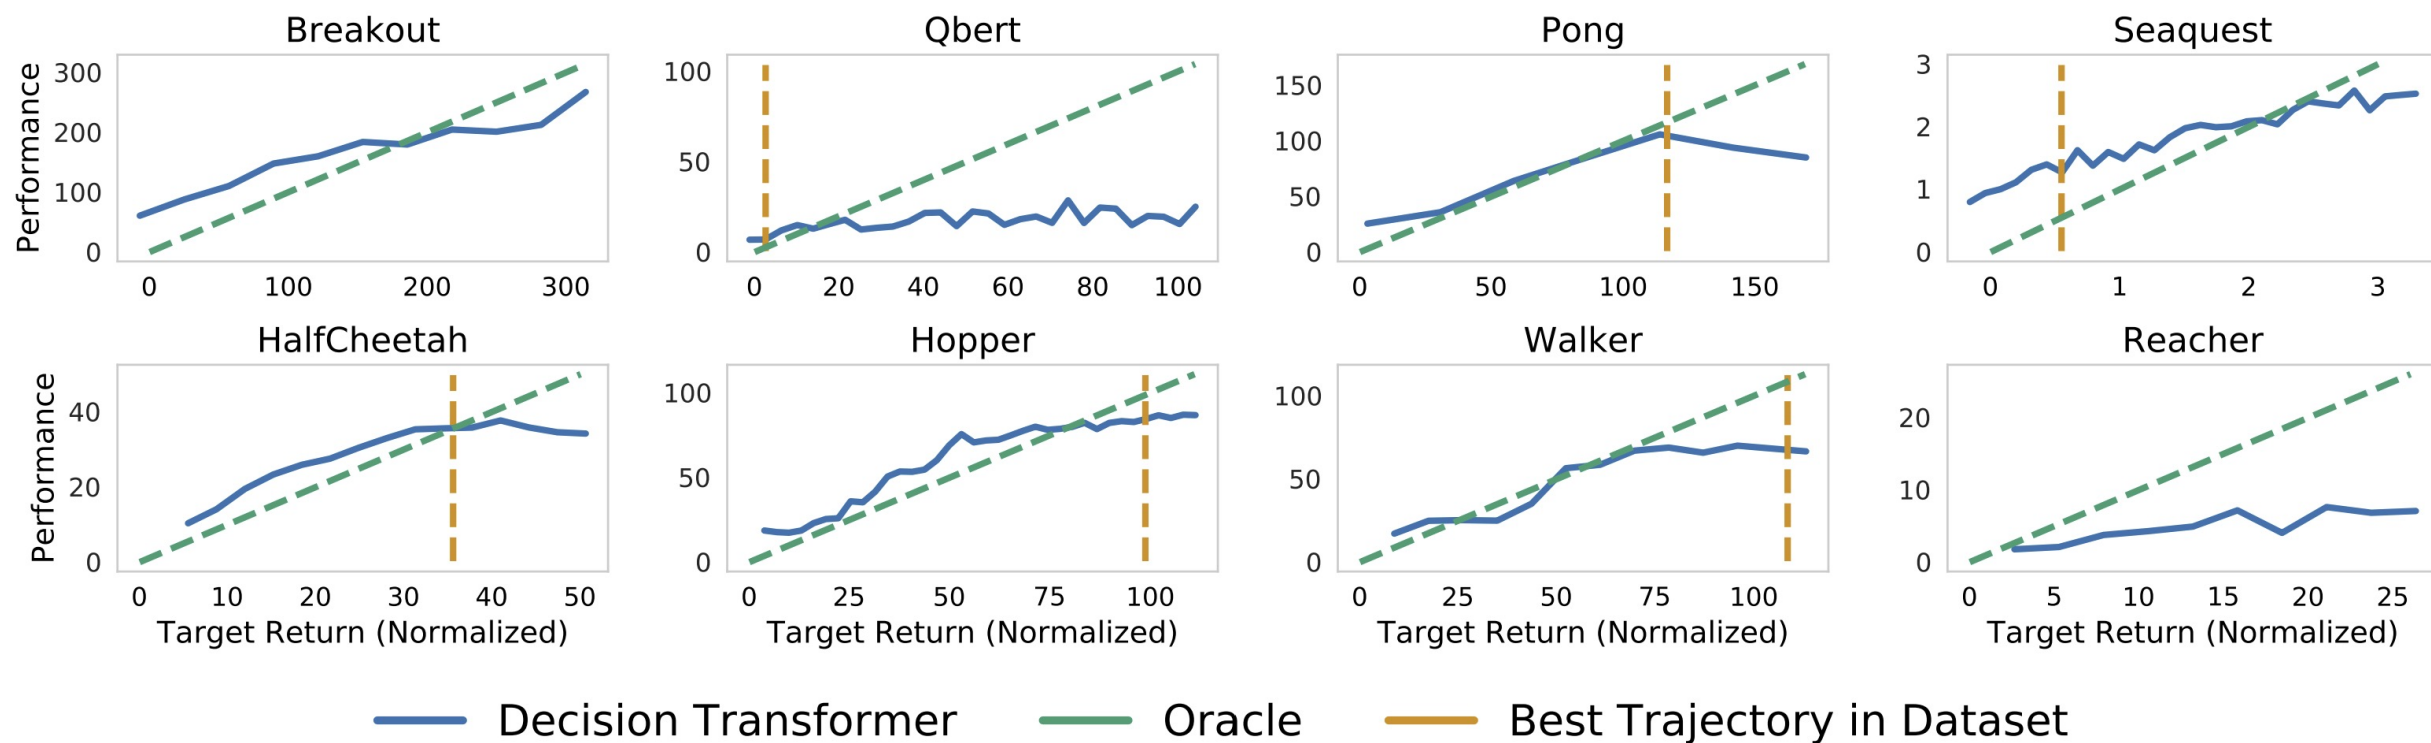 Breakout
Qbert
Pong
Seaquest
Performance
300
200
100
0
0 100 200 300
100
50
0
0 20 40 60 80 100
150
100
50
0
0 50 100 150
3
2
1
0
0 1 2 3
HalfCheetah
Hopper
Walker
Reacher
Performance
40
20
0
0 10 20 30 40 50
Target Return (Normalized)
100
50
0
0 25 50 75 100
Target Return (Normalized)
100
50
0
0 25 50 75 100
Target Return (Normalized)
20
10
0
0 5 10 15 20 25
Target Return (Normalized)
Decision Transformer
Oracle
Best Trajectory in Dataset